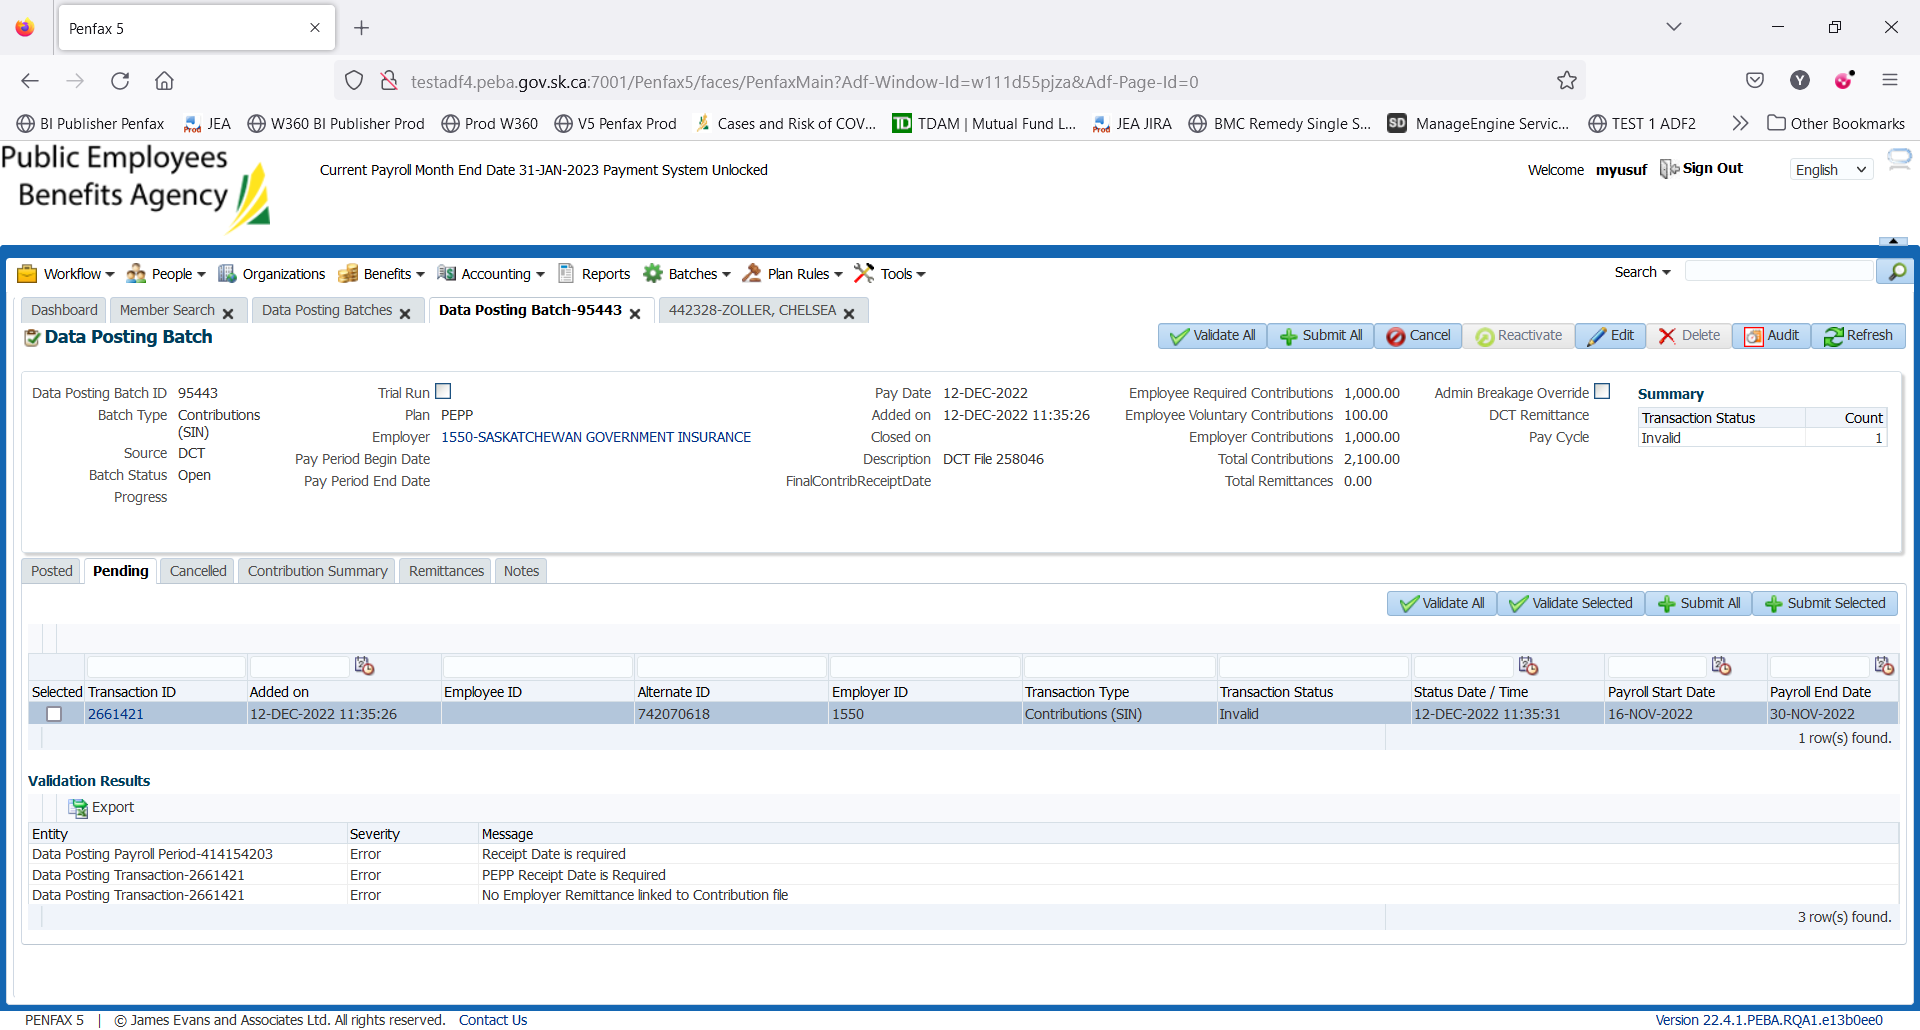 Penfax 5
testadf4.peba.gov.sk.ca:7001/Penfax5/faces/PenfaxMain?Adf-Window-Id=w111d55pjza&Adf-Page-Id=0
Y
BI Publisher Penfax JEA W360 BI Publisher Prod Prod W360 V5 Penfax Prod Cases and Risk of COV... TDAM | Mutual Fund L... JEA JIRA BMC Remedy Single S... SD ManageEngine Servic... TEST 1 ADF2 Other Bookmarks
Public Employees
Benefits Agency
Current Payroll Month End Date 31-JAN-2023 Payment System Unlocked
Welcome myusuf Sign Out English
Workflow People Organizations Benefits Accounting Reports Batches Plan Rules Tools Search
Dashboard Member Search Data Posting Batches Data Posting Batch-95443 442328-ZOLLER, CHELSEA
Data Posting Batch
Validate All Submit All Cancel Reactivate Edit Delete Audit Refresh
Data Posting Batch ID 95443 Trial Run Pay Date 12-DEC-2022 Employee Required Contributions 1,000.00 Admin Breakage Override Summary
Batch Type Contributions (SIN) Plan PEPP Added on 12-DEC-2022 11:35:26 Employee Voluntary Contributions 100.00 DCT Remittance Transaction Status Count
Employer 1550-SASKATCHEWAN GOVERNMENT INSURANCE Closed on Employer Contributions 1,000.00 Pay Cycle Invalid 1
Source DCT Pay Period Begin Date Description DCT File 258046 Total Contributions 2,100.00
Batch Status Open Pay Period End Date FinalContribReceiptDate Total Remittances 0.00
Progress
Posted Pending Cancelled Contribution Summary Remittances Notes
Validate All Validate Selected Submit All Submit Selected
Selected Transaction ID Added on Employee ID Alternate ID Employer ID Transaction Type Transaction Status Status Date / Time Payroll Start Date Payroll End Date
2661421 12-DEC-2022 11:35:26 742070618 1550 Contributions (SIN) Invalid 12-DEC-2022 11:35:31 16-NOV-2022 30-NOV-2022
1 row(s) found.
Validation Results
Export
Entity Severity Message
Data Posting Payroll Period-414154203 Error Receipt Date is required
Data Posting Transaction-2661421 Error PEPP Receipt Date is Required
Data Posting Transaction-2661421 Error No Employer Remittance linked to Contribution file
3 row(s) found.
PENFAX 5 | © James Evans and Associates Ltd. All rights reserved. Contact Us Version 22.4.1.PEBA.RQA1.e13b0ee0